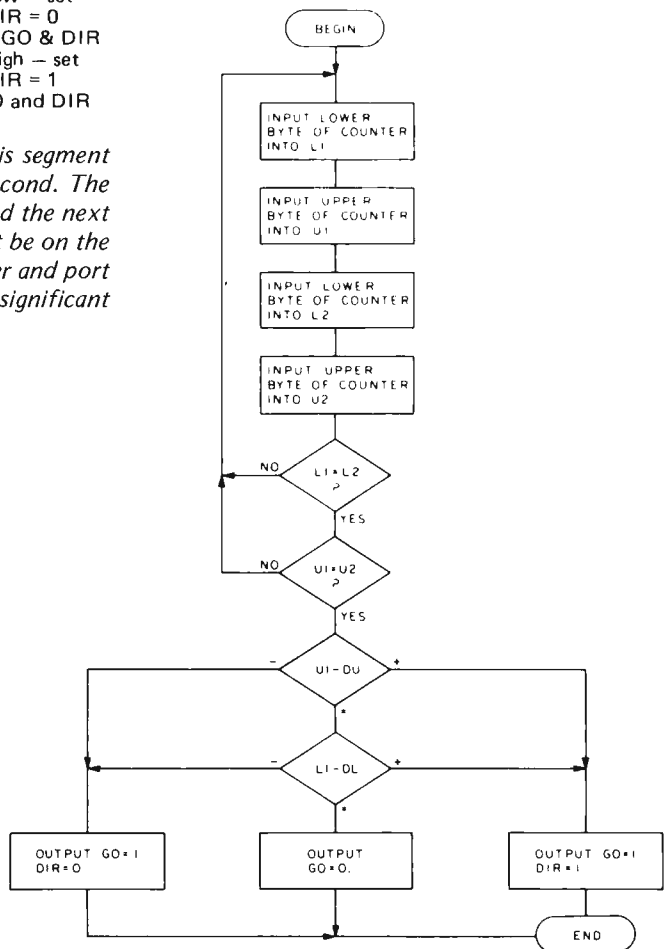 IR = 0
GO & DIR
igh — set
IR = 1
and DIR
is segment
cond. The
d the next
t be on the
er and port
significant
BEGIN
INPUT LOWER
BYTE OF COUNTER
INTO L1
INPUT UPPER
BYTE OF COUNTER
INTO U1
INPUT LOWER
BYTE OF COUNTER
INTO L2
INPUT UPPER
BYTE OF COUNTER
INTO U2
NO
L1=L2
?
YES
NO
U1=U2
?
YES
-
U1-DU
+
=
-
L1-DL
+
=
OUTPUT GO=1
DIR=0
OUTPUT
GO=0.
OUTPUT GO=1
DIR=1
END